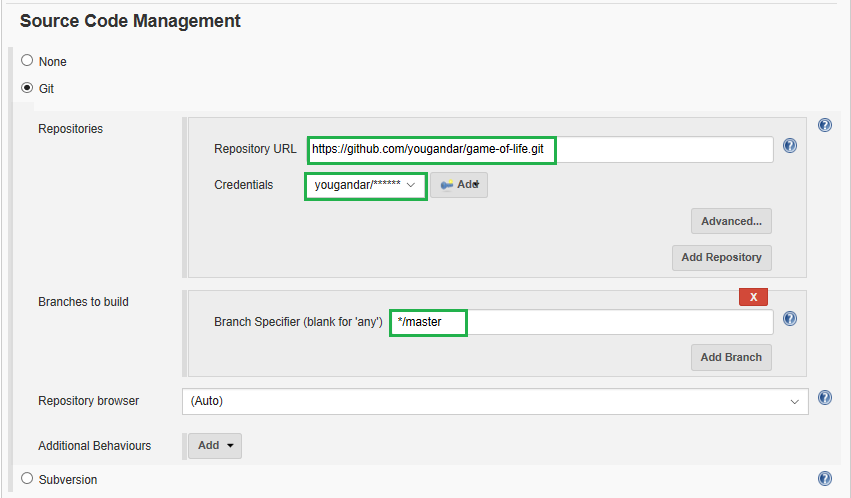 Source Code Management
None
Git
Repositories
Repository URL https://github.com/yougandar/game-of-life.git
Credentials yougandar/****** Add
Advanced...
Add Repository
Branches to build
X
Branch Specifier (blank for 'any') */master
Add Branch
Repository browser (Auto)
Additional Behaviours Add
Subversion